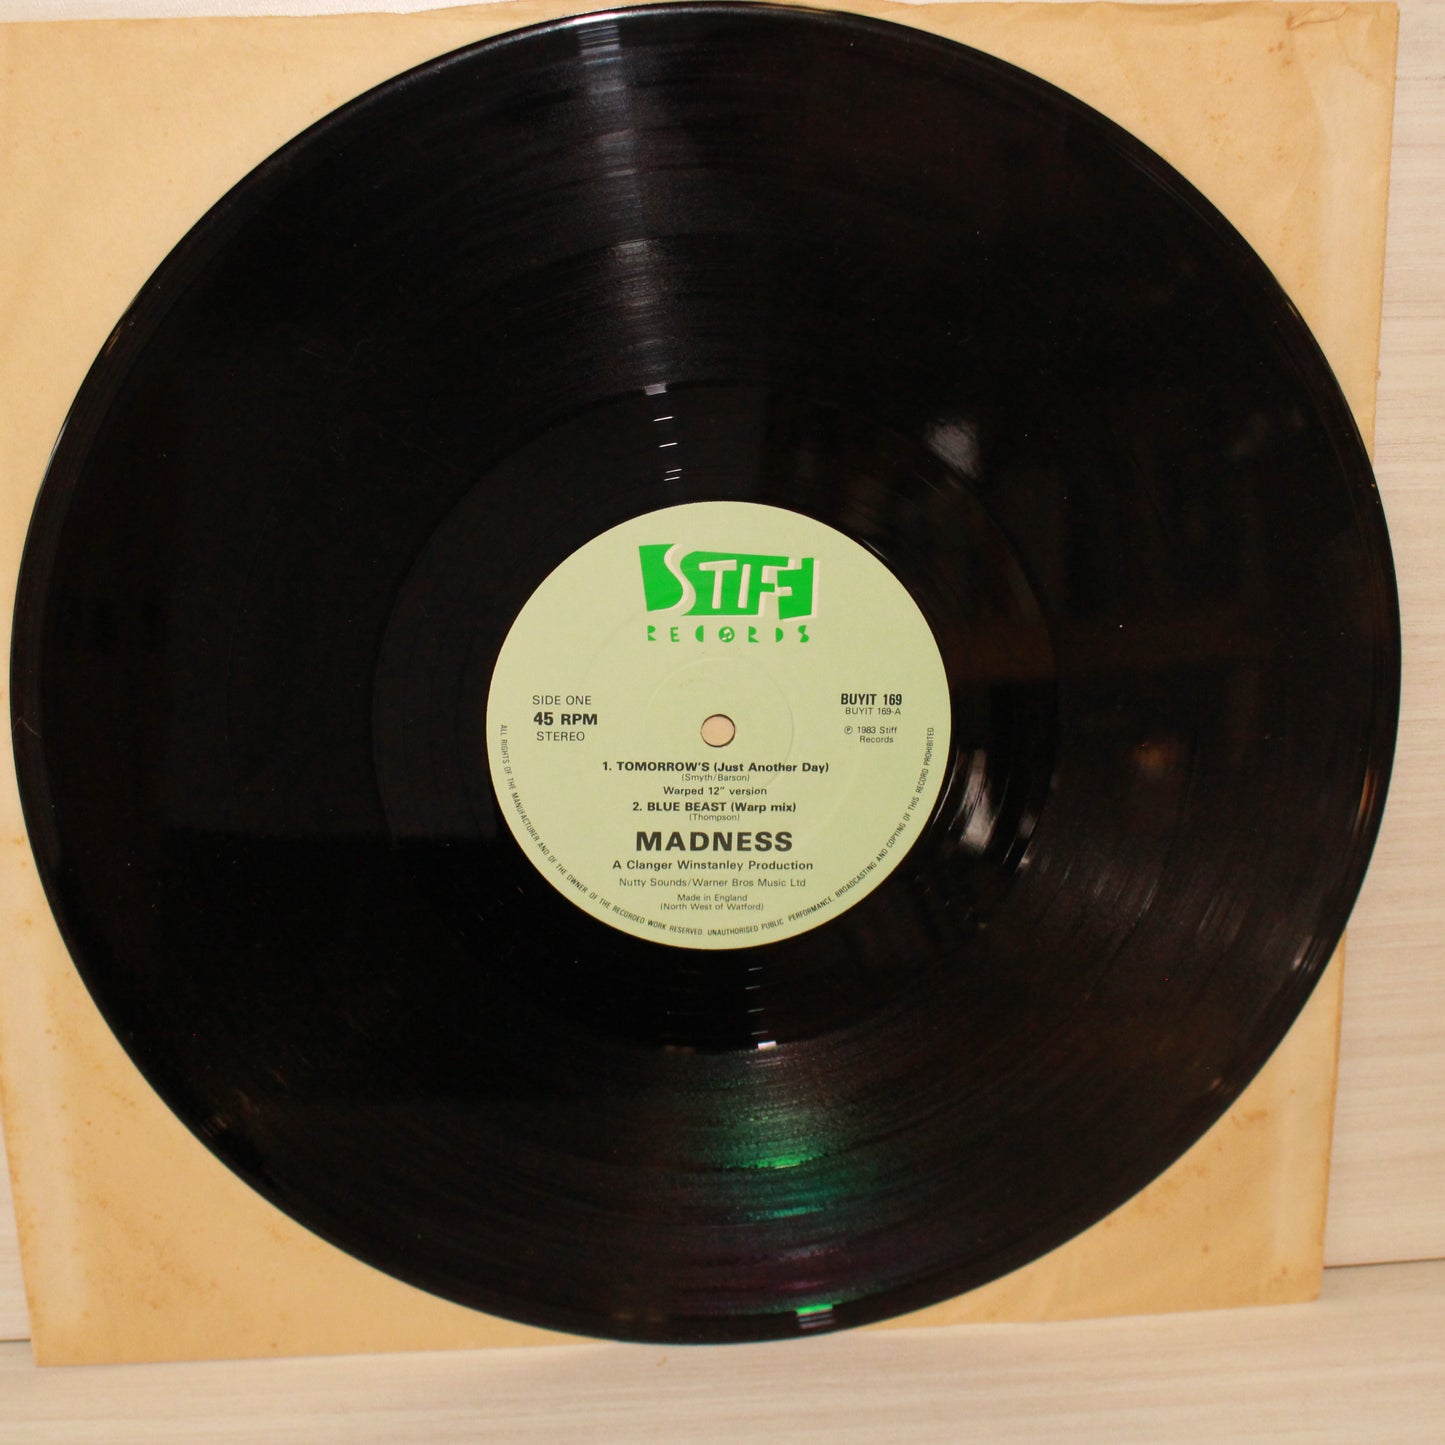 STIFF
RECORDS
SIDE ONE
45 RPM
STEREO
BUYIT 169
BUYIT 169-A
℗ 1983 Stiff
Records
1. TOMORROW'S (Just Another Day)
(Smyth/Barson)
Warped 12" version
2. BLUE BEAST (Warp mix)
(Thompson)
MADNESS
A Clanger Winstanley Production
Nutty Sounds/Warner Bros Music Ltd
Made in England
(North West of Watford)
ALL RIGHTS OF THE MANUFACTURER AND OF THE OWNER OF THE RECORDED WORK RESERVED. UNAUTHORISED PUBLIC PERFORMANCE, BROADCASTING AND COPYING OF THIS RECORD PROHIBITED.